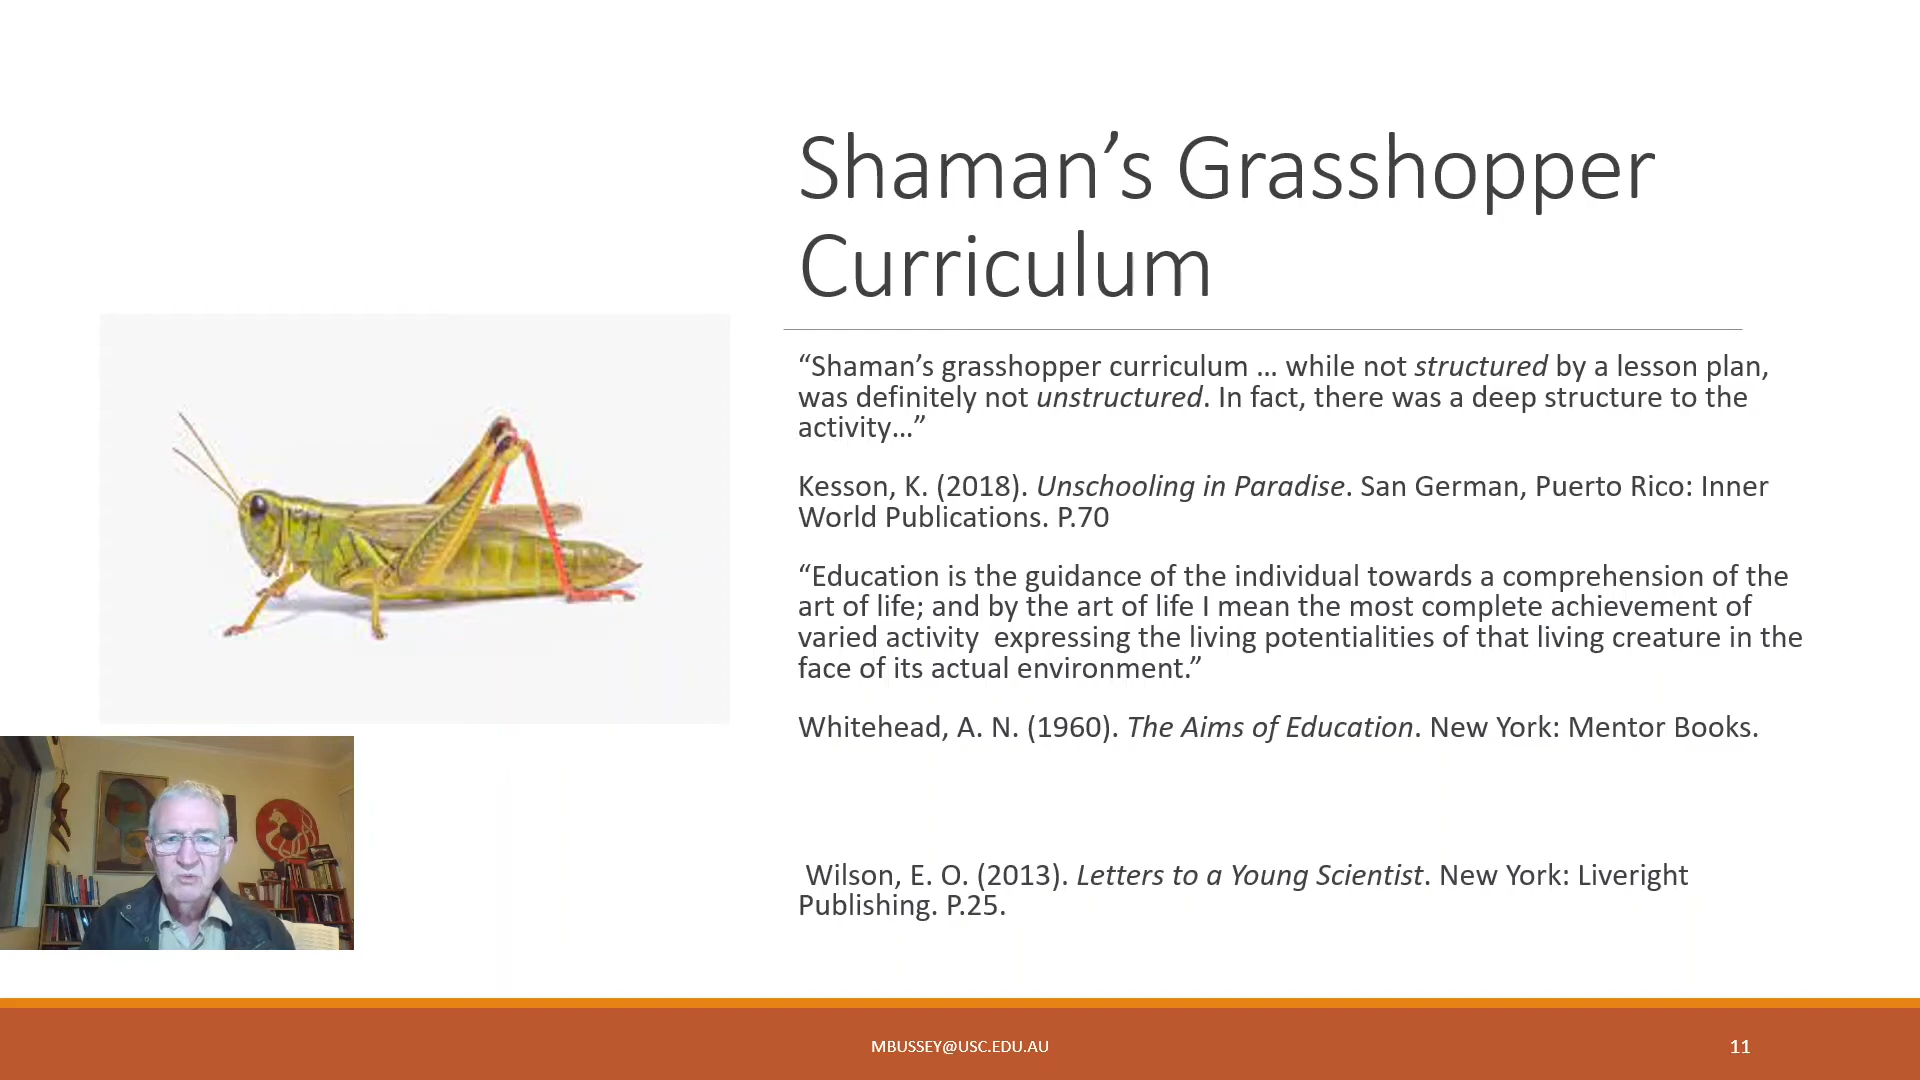 Shaman’s Grasshopper
Curriculum
“Shaman’s grasshopper curriculum … while not structured by a lesson plan,
was definitely not unstructured. In fact, there was a deep structure to the
activity…”
Kesson, K. (2018). Unschooling in Paradise. San German, Puerto Rico: Inner
World Publications. P.70
“Education is the guidance of the individual towards a comprehension of the
art of life; and by the art of life I mean the most complete achievement of
varied activity  expressing the living potentialities of that living creature in the
face of its actual environment.”
Whitehead, A. N. (1960). The Aims of Education. New York: Mentor Books.
Wilson, E. O. (2013). Letters to a Young Scientist. New York: Liveright
Publishing. P.25.
MBUSSEY@USC.EDU.AU
11